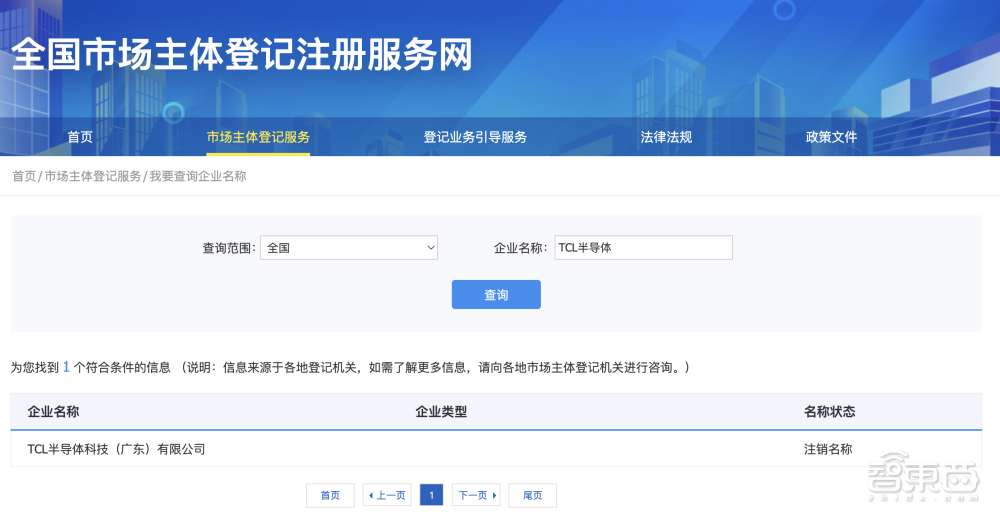 全国市场主体登记注册服务网
首页 市场主体登记服务 登记业务引导服务 法律法规 政策文件
首页/市场主体登记服务/我要查询企业名称
查询范围： 全国 企业名称： TCL半导体
查询
为您找到 1 个符合条件的信息 （说明：信息来源于各地登记机关，如需了解更多信息，请向各地市场主体登记机关进行咨询。）
企业名称 企业类型 名称状态
TCL半导体科技（广东）有限公司 注销名称
智東西
zhidx.com
首页 上一页 1 下一页 尾页